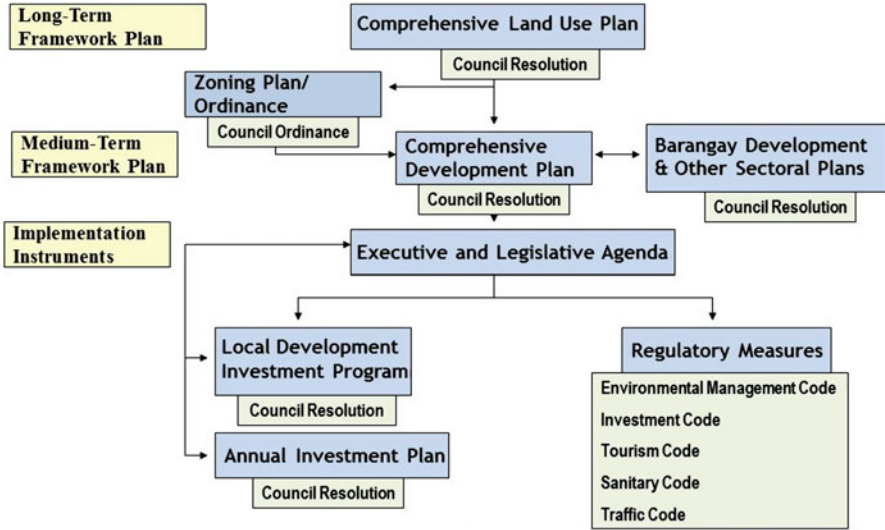 Long-Term
Framework Plan
Comprehensive Land Use Plan
Council Resolution
Zoning Plan/
Ordinance
Council Ordinance
Medium-Term
Framework Plan
Comprehensive
Development Plan
Council Resolution
Barangay Development
& Other Sectoral Plans
Council Resolution
Implementation
Instruments
Executive and Legislative Agenda
Local Development
Investment Program
Council Resolution
Annual Investment Plan
Council Resolution
Regulatory Measures
Environmental Management Code
Investment Code
Tourism Code
Sanitary Code
Traffic Code